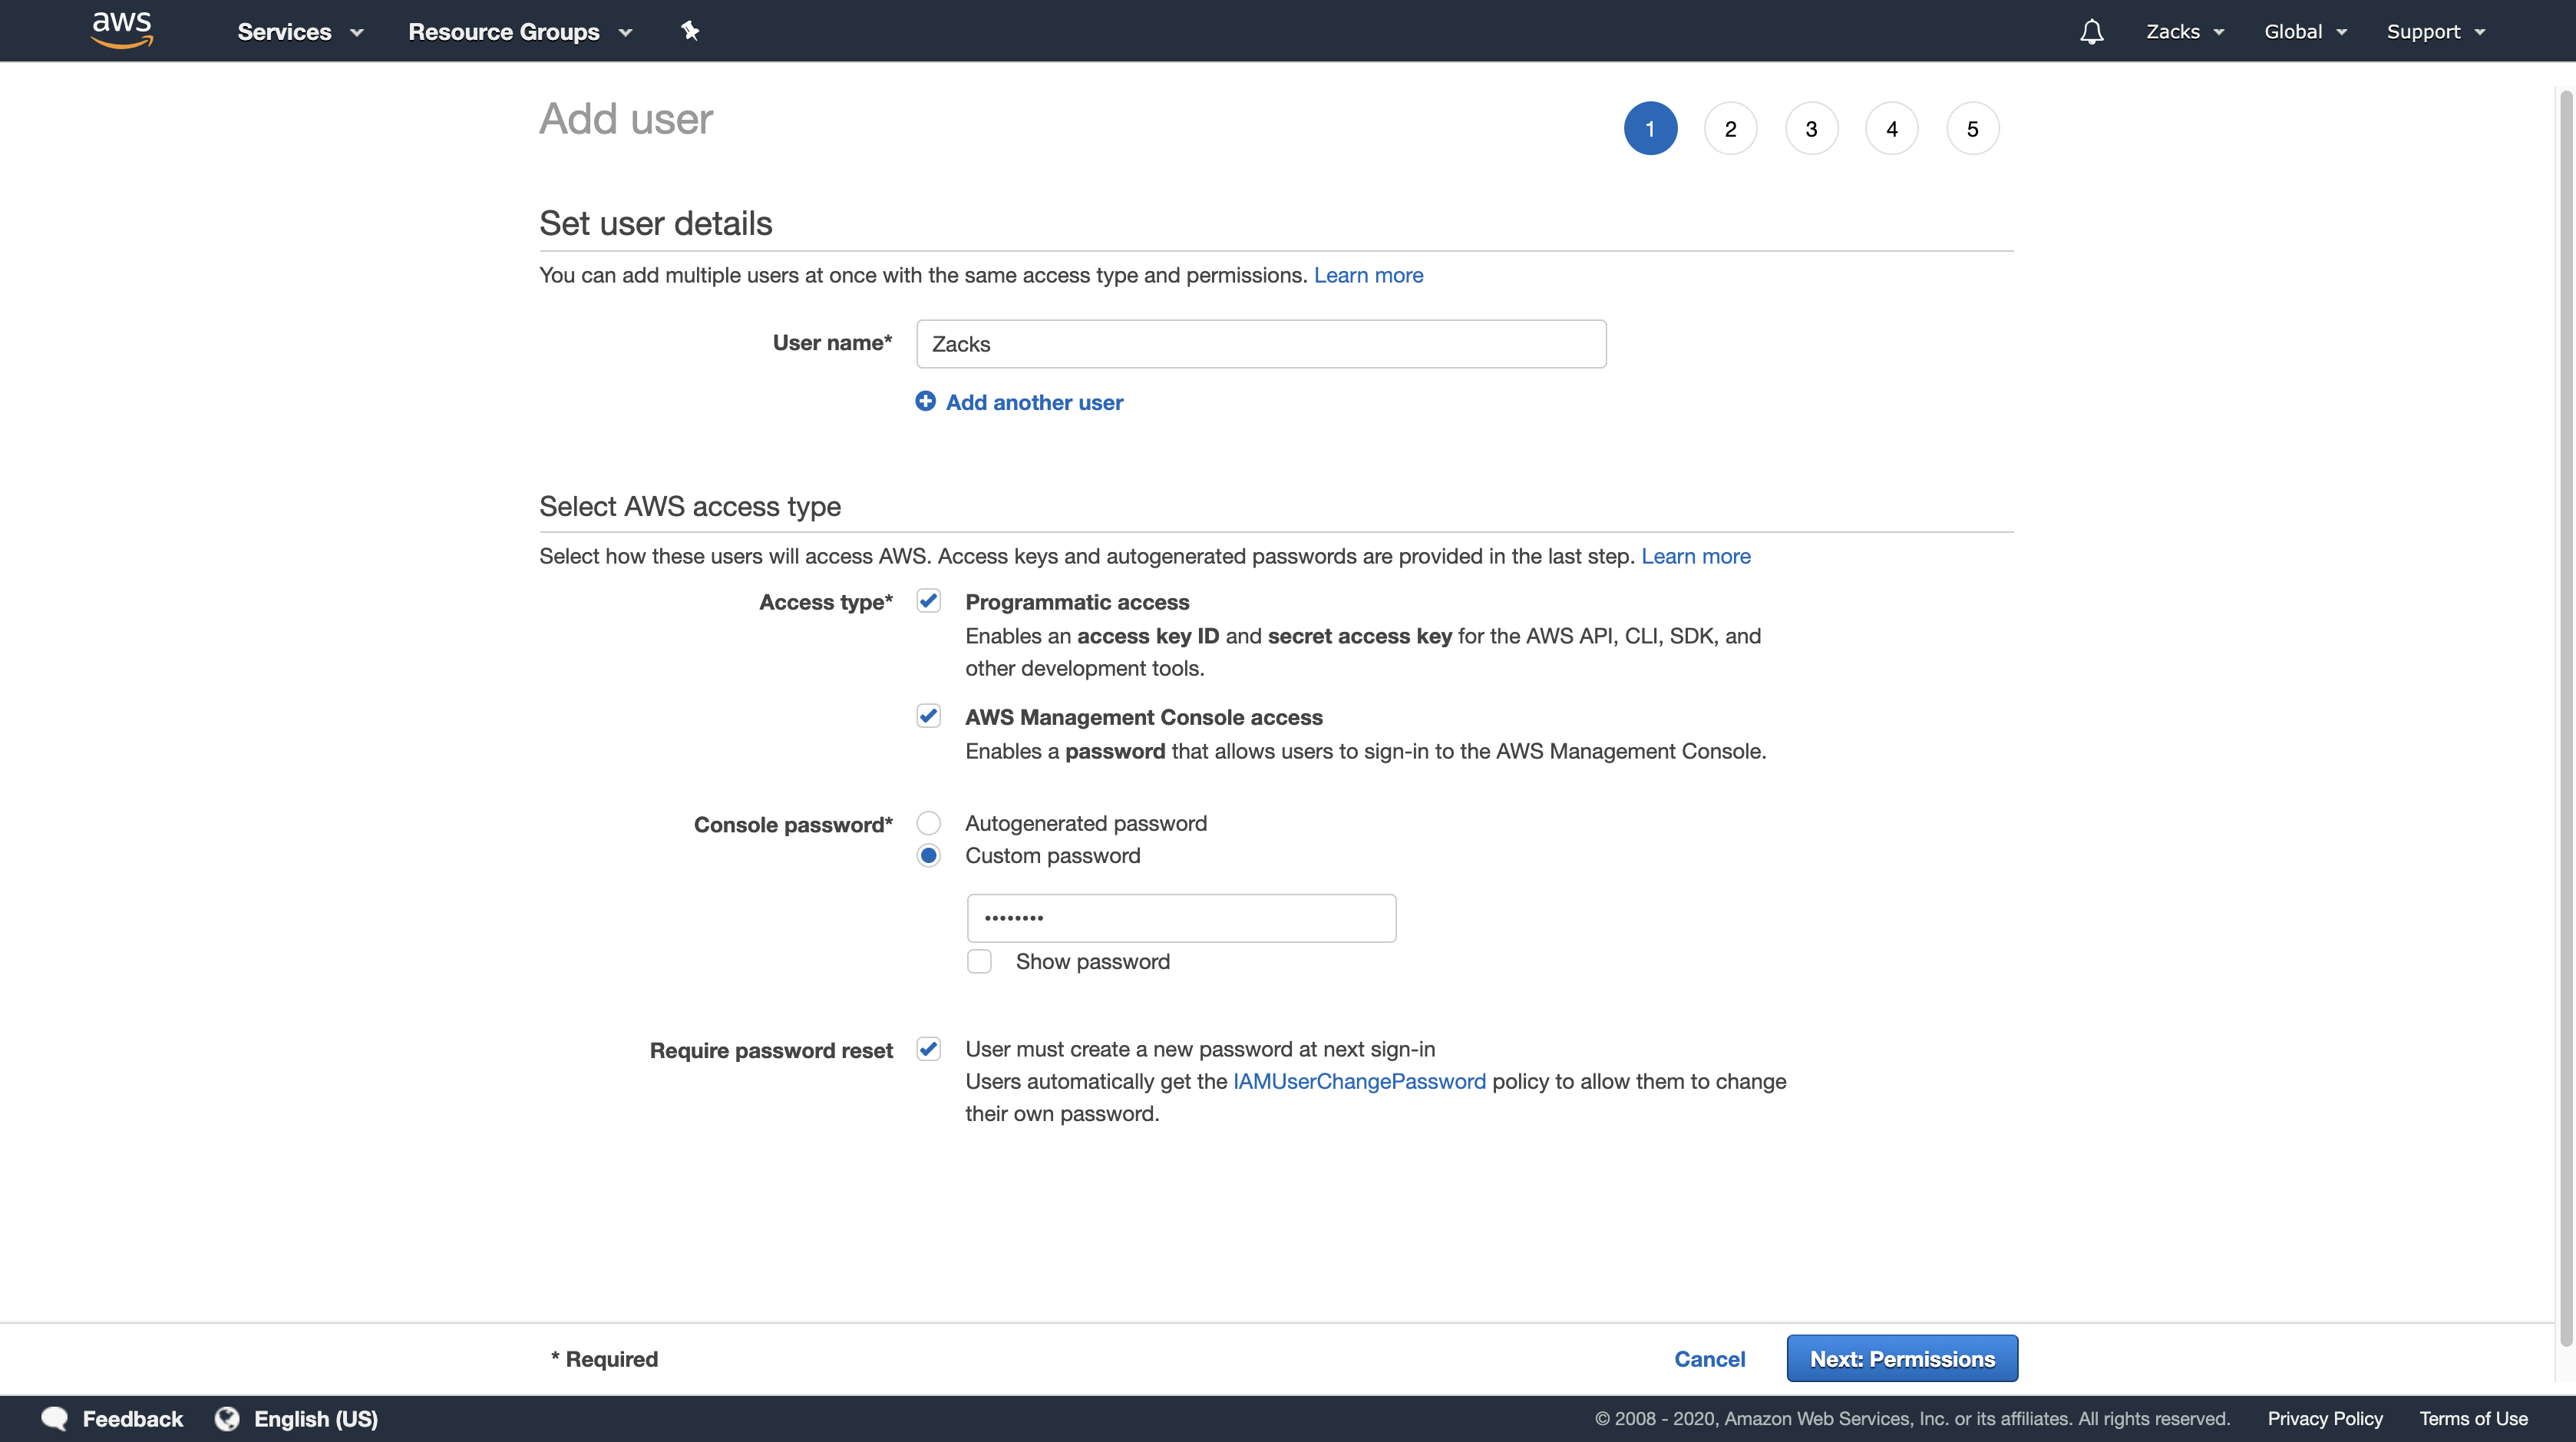 aws Services Resource Groups Zacks Global Support
Add user 1 2 3 4 5
Set user details
You can add multiple users at once with the same access type and permissions. Learn more
User name* Zacks
Add another user
Select AWS access type
Select how these users will access AWS. Access keys and autogenerated passwords are provided in the last step. Learn more
Access type* Programmatic access
Enables an access key ID and secret access key for the AWS API, CLI, SDK, and
other development tools.
AWS Management Console access
Enables a password that allows users to sign-in to the AWS Management Console.
Console password* Autogenerated password
Custom password
••••••••
Show password
Require password reset User must create a new password at next sign-in
Users automatically get the IAMUserChangePassword policy to allow them to change
their own password.
* Required Cancel Next: Permissions
Feedback English (US) © 2008 - 2020, Amazon Web Services, Inc. or its affiliates. All rights reserved. Privacy Policy Terms of Use